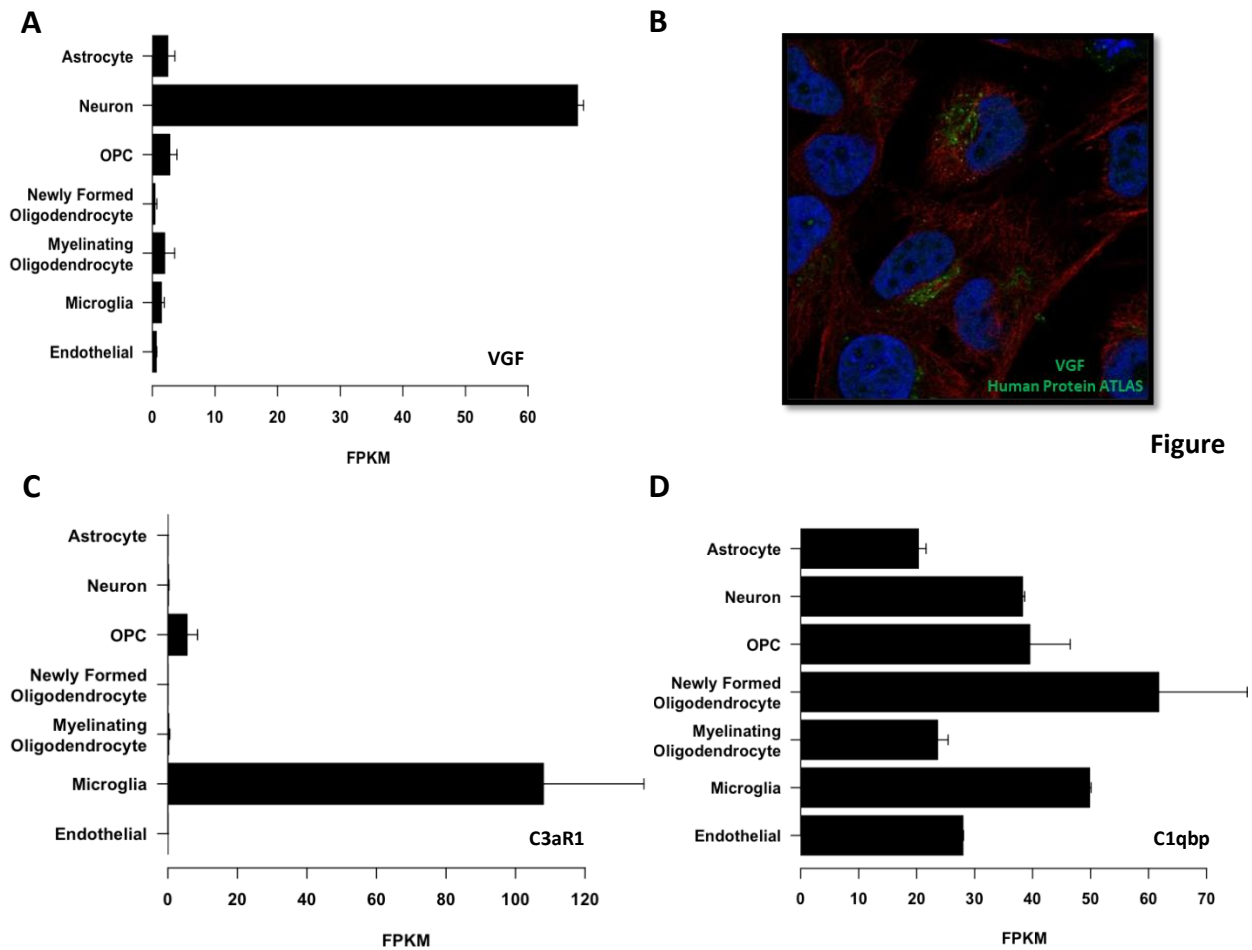 A
Astrocyte
Neuron
OPC
Newly Formed
Oligodendrocyte
Myelinating
Oligodendrocyte
Microglia
Endothelial
VGF
0 10 20 30 40 50 60
FPKM
B
VGF
Human Protein ATLAS
Figure
C
Astrocyte
Neuron
OPC
Newly Formed
Oligodendrocyte
Myelinating
Oligodendrocyte
Microglia
Endothelial
C3aR1
0 20 40 60 80 100 120
FPKM
D
Astrocyte
Neuron
OPC
Newly Formed
Oligodendrocyte
Myelinating
Oligodendrocyte
Microglia
Endothelial
C1qbp
0 10 20 30 40 50 60 70
FPKM